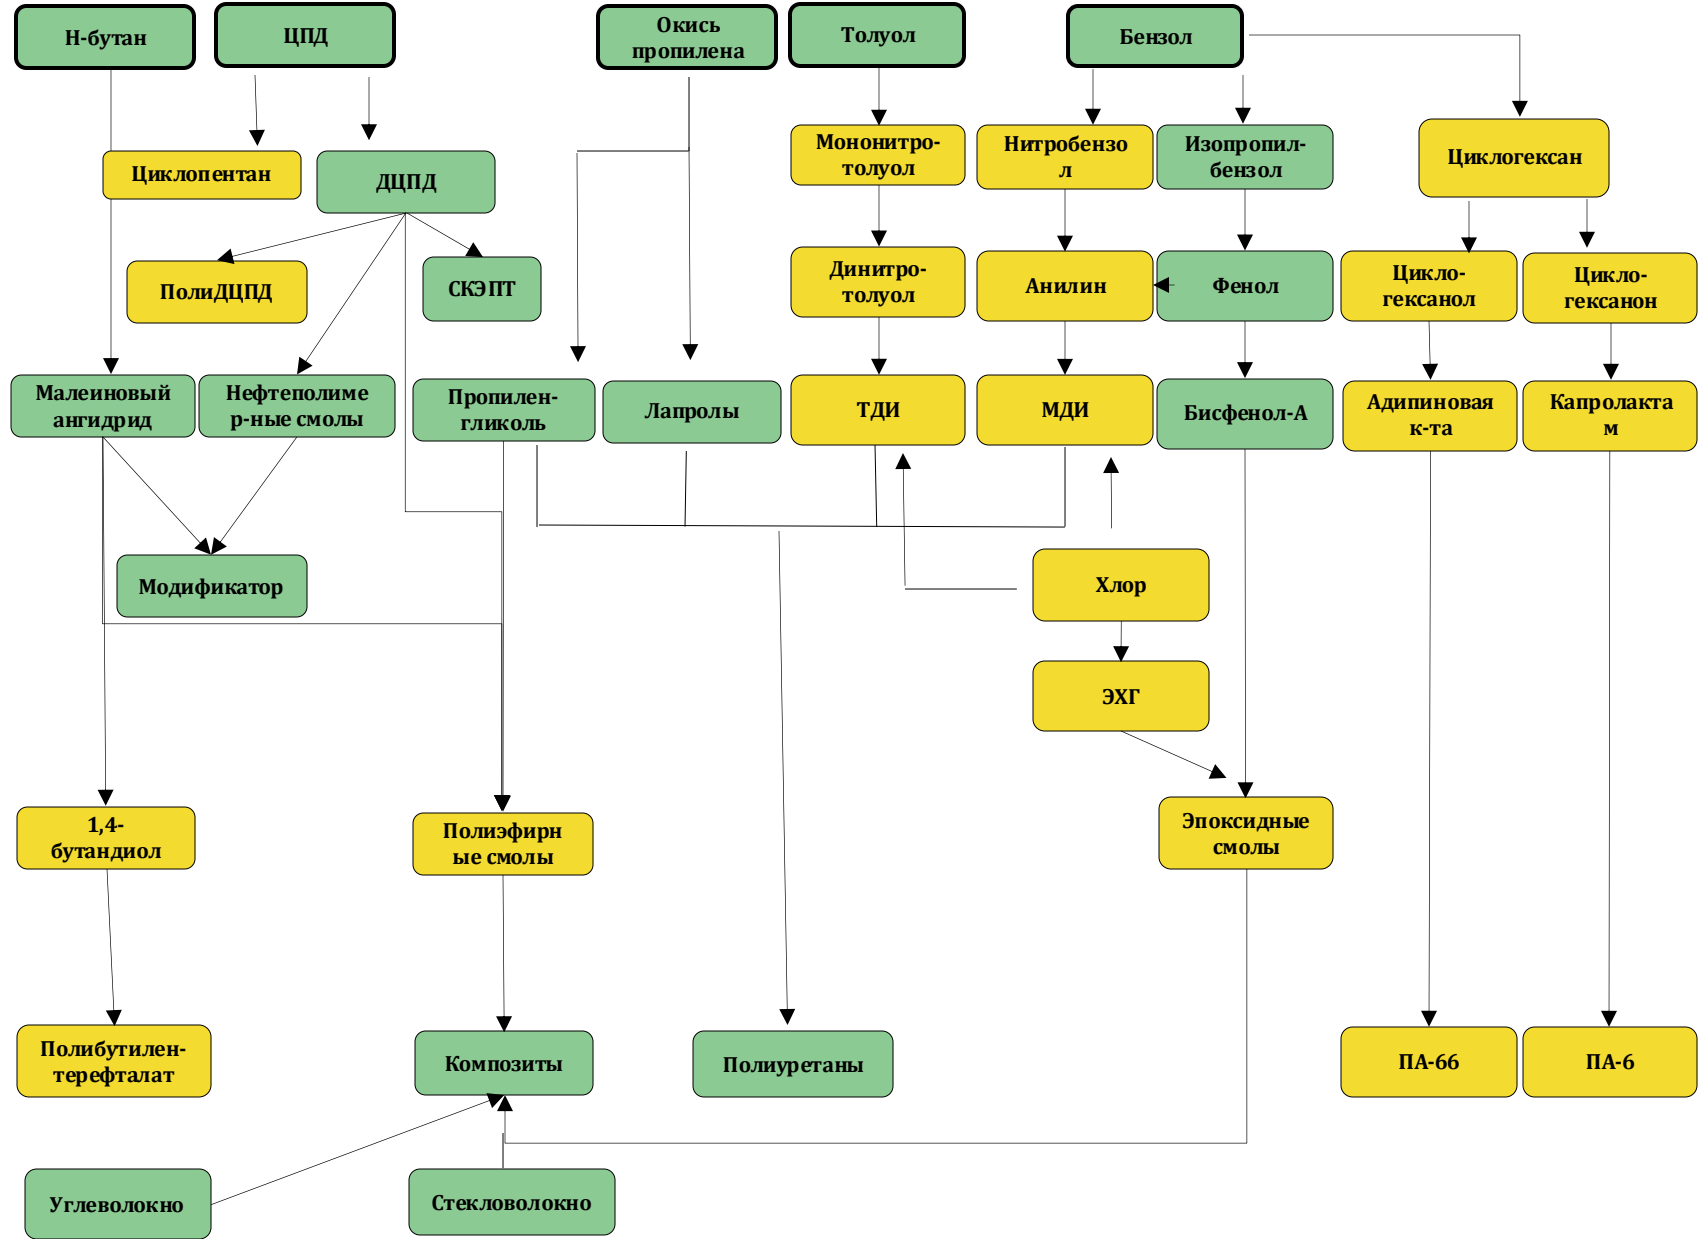 Н-бутан
ЦПД
Окись
пропилена
Толуол
Бензол
Циклопентан
ДЦПД
Мононитро-
толуол
Нитробензо
л
Изопропил-
бензол
Циклогексан
ПолиДЦПД
СКЭПТ
Динитро-
толуол
Анилин
Фенол
Цикло-
гексанол
Цикло-
гексанон
Малеиновый
ангидрид
Нефтеполиме
р-ные смолы
Пропилен-
гликоль
Лапролы
ТДИ
МДИ
Бисфенол-А
Адипиновая
к-та
Капролакта
м
Модификатор
Хлор
ЭХГ
1,4-
бутандиол
Полиэфирн
ые смолы
Эпоксидные
смолы
Полибутилен-
терефталат
Композиты
Полиуретаны
ПА-66
ПА-6
Углеволокно
Стекловолокно